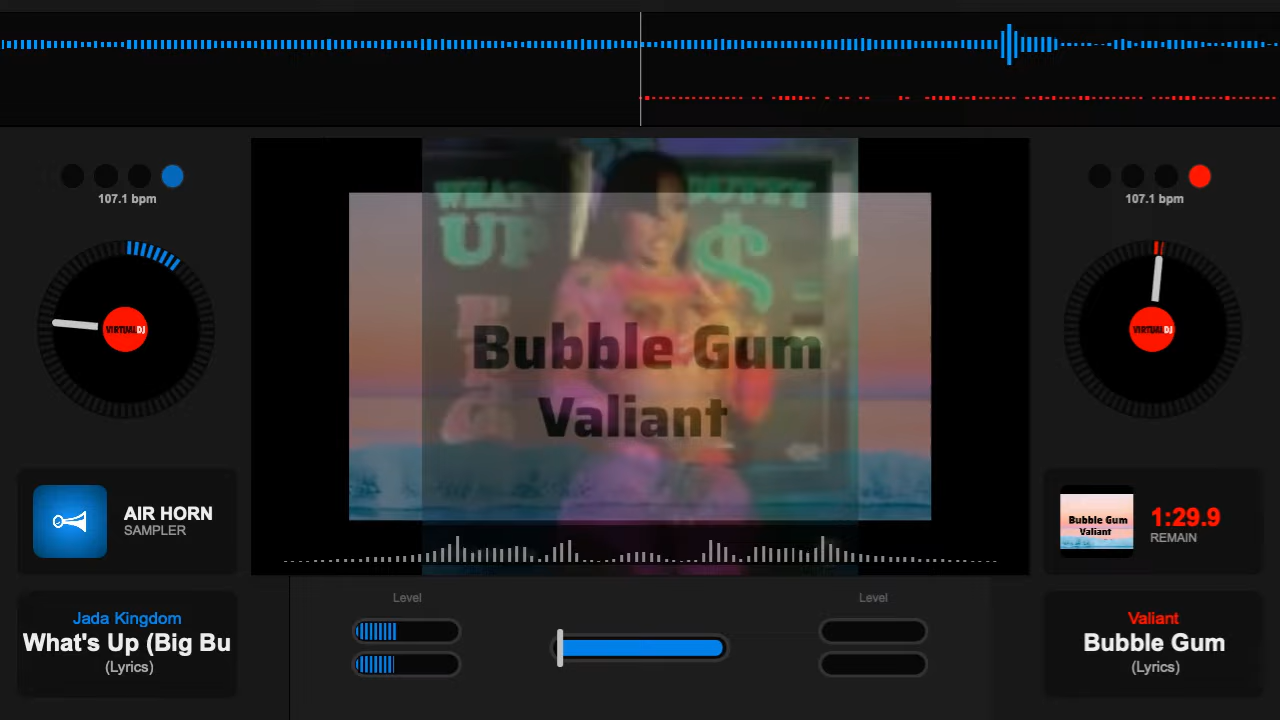 107.1 bpm
107.1 bpm
WHAT'S
UP
DUTTY
$
Bubble Gum
Valiant
VIRTUALDJ
VIRTUALDJ
AIR HORN
SAMPLER
Bubble Gum
Valiant
1:29.9
REMAIN
Jada Kingdom
What's Up (Big Bu
(Lyrics)
Level
Level
Valiant
Bubble Gum
(Lyrics)